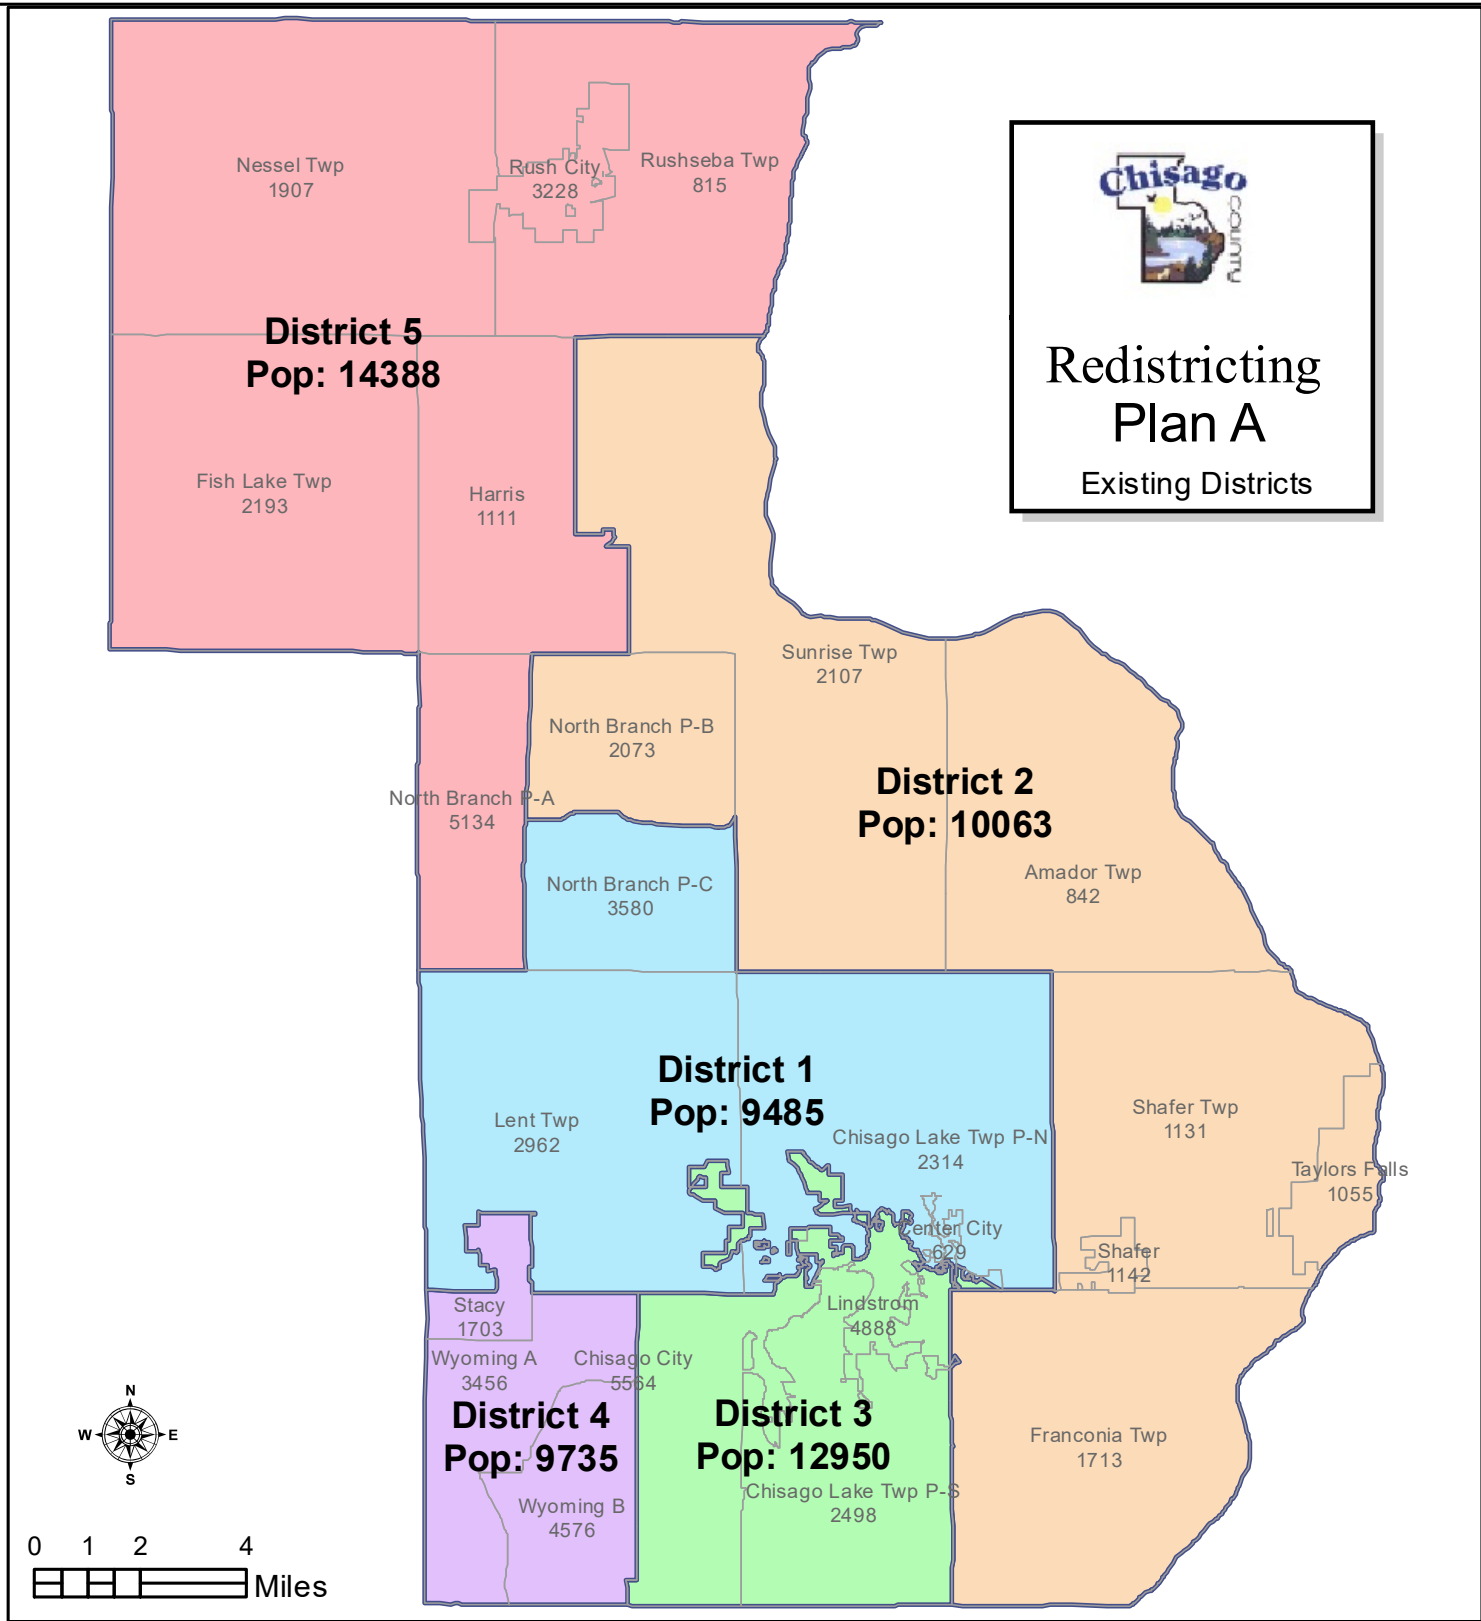 Chisago
COUNTY
Redistricting
Plan A
Existing Districts
Nessel Twp
1907
Rush City
3228
Rushseba Twp
815
District 5
Pop: 14388
Fish Lake Twp
2193
Harris
1111
Sunrise Twp
2107
North Branch P-B
2073
North Branch P-A
5134
District 2
Pop: 10063
Amador Twp
842
North Branch P-C
3580
District 1
Pop: 9485
Lent Twp
2962
Chisago Lake Twp P-N
2314
Shafer Twp
1131
Taylors Falls
1055
Center City
629
Shafer
1142
Stacy
1703
Lindstrom
4888
Wyoming A
3456
Chisago City
5564
District 4
Pop: 9735
District 3
Pop: 12950
Franconia Twp
1713
Chisago Lake Twp P-S
2498
Wyoming B
4576
N
W E
S
0 1 2 4
Miles